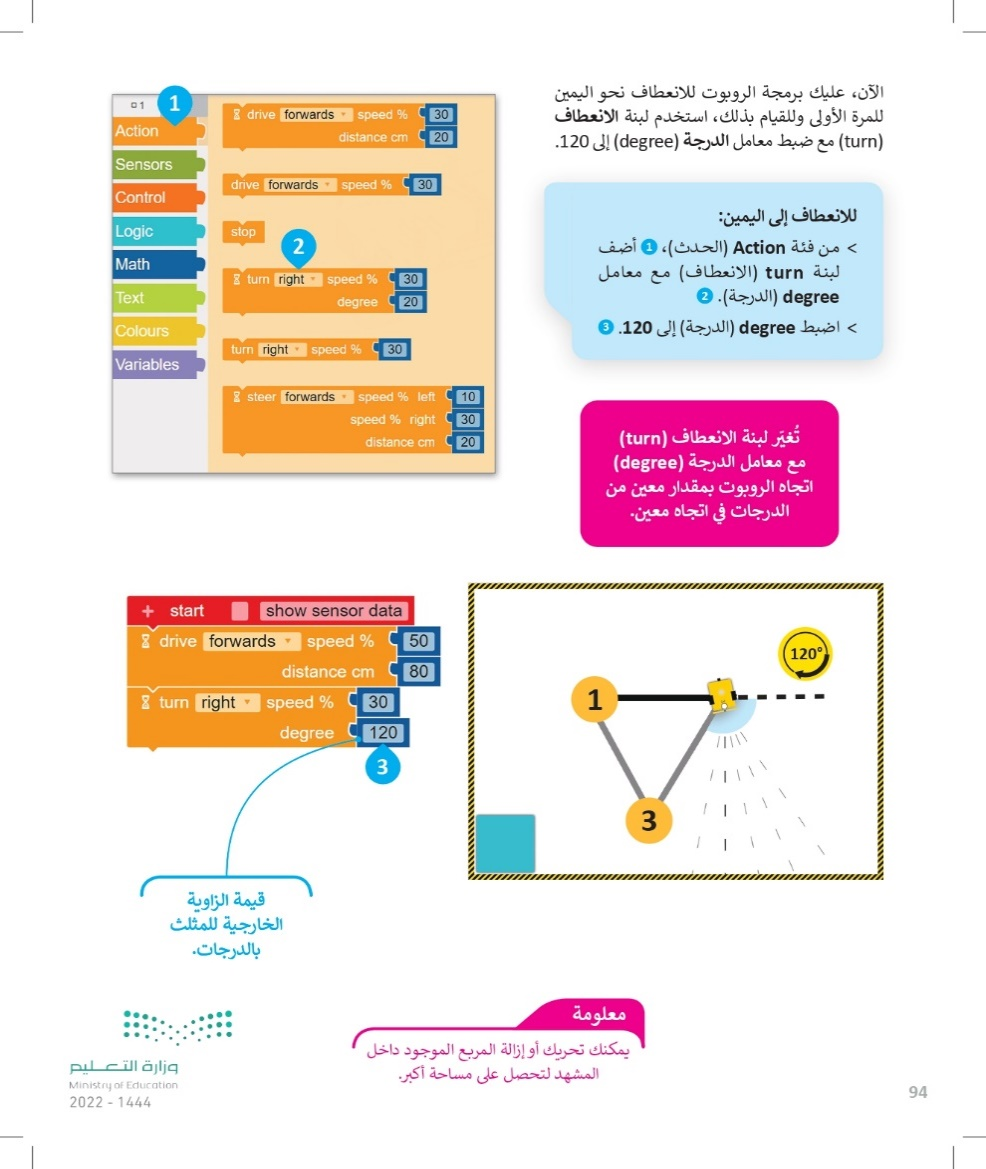 الآن، عليك برمجة الروبوت للانعطاف نحو اليمين
للمرة الأولى وللقيام بذلك، استخدم لبنة الانعطاف
(turn) مع ضبط معامل الدرجة (degree) إلى 120.
للانعطاف إلى اليمين:
> من فئة Action (الحدث)، 1 أضف
لبنة turn (الانعطاف) مع معامل
degree (الدرجة). 2
> اضبط degree (الدرجة) إلى 120. 3
1
1
Action
Sensors
Control
Logic
Math
Text
Colours
Variables
drive forwards speed % 30
distance cm 20
drive forwards speed % 30
stop
2
turn right speed % 30
degree 20
turn right speed % 30
steer forwards speed % left 10
speed % right 30
distance cm 20
تُغيّر لبنة الانعطاف (turn)
مع معامل الدرجة (degree)
اتجاه الروبوت بمقدار معين من
الدرجات في اتجاه معين.
+ start show sensor data
drive forwards speed % 50
distance cm 80
turn right speed % 30
degree 120
3
قيمة الزاوية
الخارجية للمثلث
بالدرجات.
120°
1
3
معلومة
يمكنك تحريك أو إزالة المربع الموجود داخل
المشهد لتحصل على مساحة أكبر.
وزارة التعليم
Ministry of Education
2022 - 1444
94